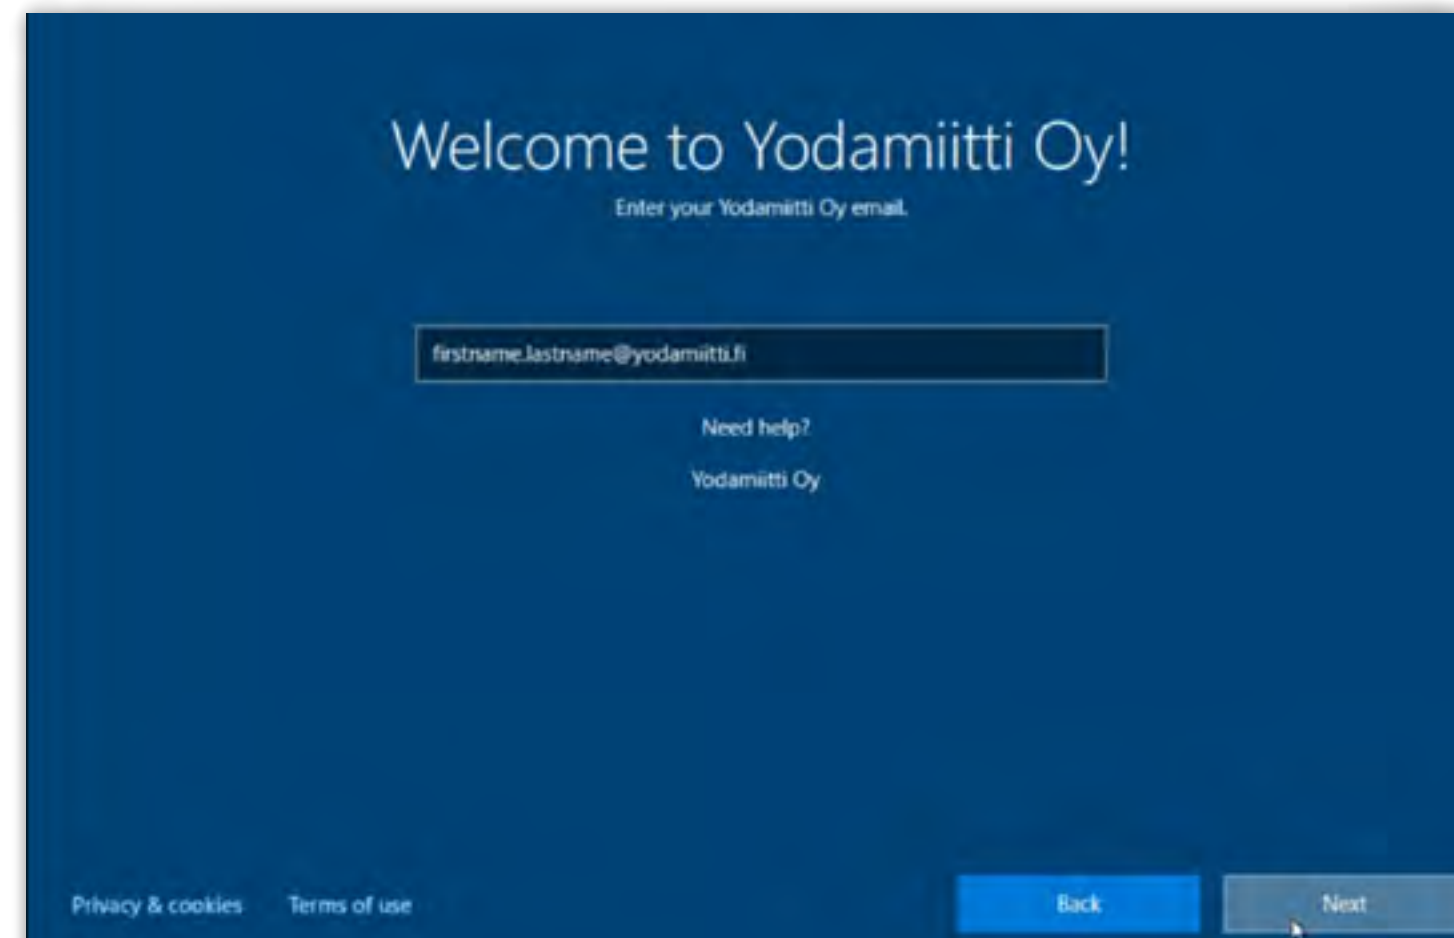 Welcome to Yodamiitti Oy!
Enter your Yodamiitti Oy email.
firstname.lastname@yodamiitti.fi
Need help?
Yodamiitti Oy
Privacy & cookies Terms of use Back Next